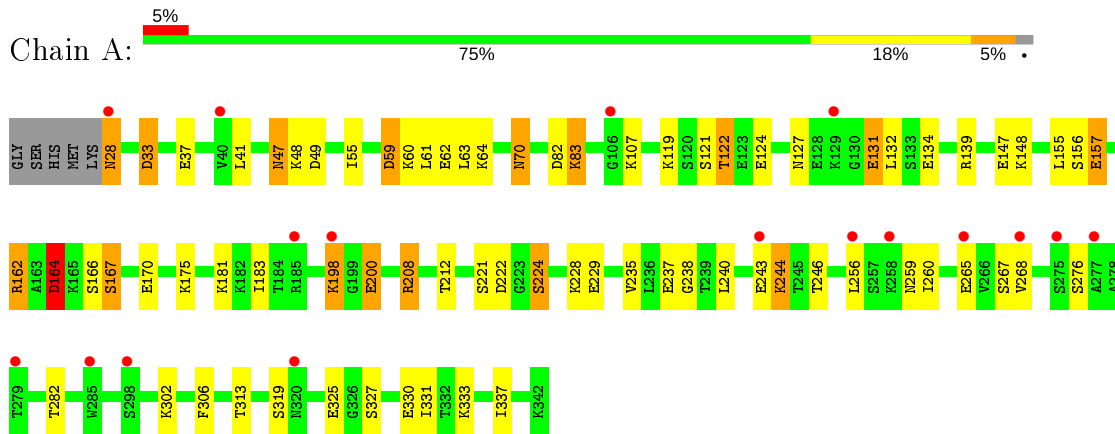 5%
Chain A:
75% 18% 5% •
GLY SER HIS MET LYS N28 D33 E37 V40 L41 N47 K48 D49 I55 D59 K60 L61 E62 L63 K64 N70 D82 K83 G106 K107 K119 S120 S121 T122 E123 E124 N127 E128 K129 G130 E131 L132 S133 E134 R139 E147 K148 L155 S156 E157
R162 A163 D164 K165 S166 S167 E170 K175 K181 K182 I183 T184 R185 K198 G199 E200 R208 T212 S221 D222 G223 S224 K228 E229 V235 L236 E237 G238 T239 L240 E243 K244 T245 T246 L256 S257 K258 N259 I260 E265 V266 S267 V268 S275 S276 A277 A278
T279 T282 W285 S298 K302 F306 T313 S319 N320 E325 G326 S327 E330 I331 T332 K333 I337 K342